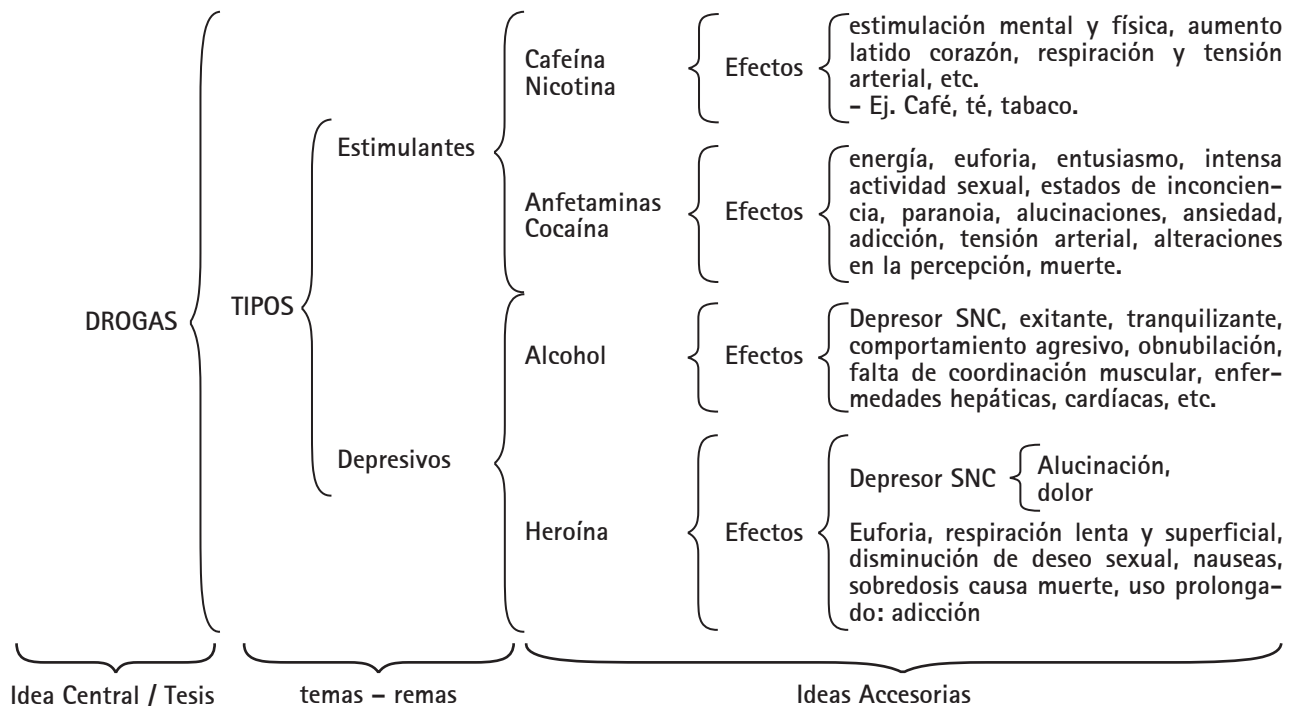 DROGAS
TIPOS
Estimulantes
Cafeína
Nicotina
Efectos
estimulación mental y física, aumento
latido corazón, respiración y tensión
arterial, etc.
– Ej. Café, té, tabaco.
Anfetaminas
Cocaína
Efectos
energía, euforia, entusiasmo, intensa
actividad sexual, estados de inconcien-
cia, paranoia, alucinaciones, ansiedad,
adicción, tensión arterial, alteraciones
en la percepción, muerte.
Depresivos
Alcohol
Efectos
Depresor SNC, exitante, tranquilizante,
comportamiento agresivo, obnubilación,
falta de coordinación muscular, enfer-
medades hepáticas, cardíacas, etc.
Heroína
Efectos
Depresor SNC
Alucinación,
dolor
Euforia, respiración lenta y superficial,
disminución de deseo sexual, nauseas,
sobredosis causa muerte, uso prolonga-
do: adicción
Idea Central / Tesis
temas – remas
Ideas Accesorias